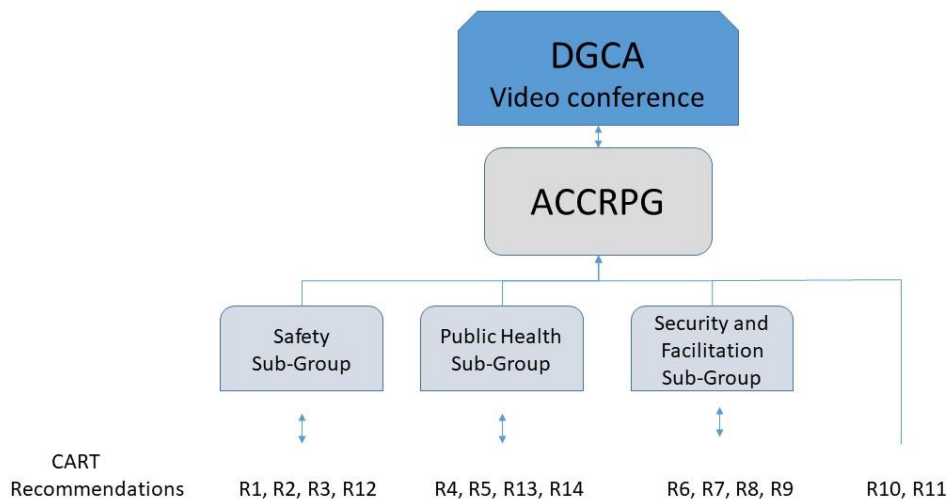 DGCA
Video conference
ACCRPG
Safety
Sub-Group
Public Health
Sub-Group
Security and
Facilitation
Sub-Group
CART
Recommendations
R1, R2, R3, R12
R4, R5, R13, R14
R6, R7, R8, R9
R10, R11